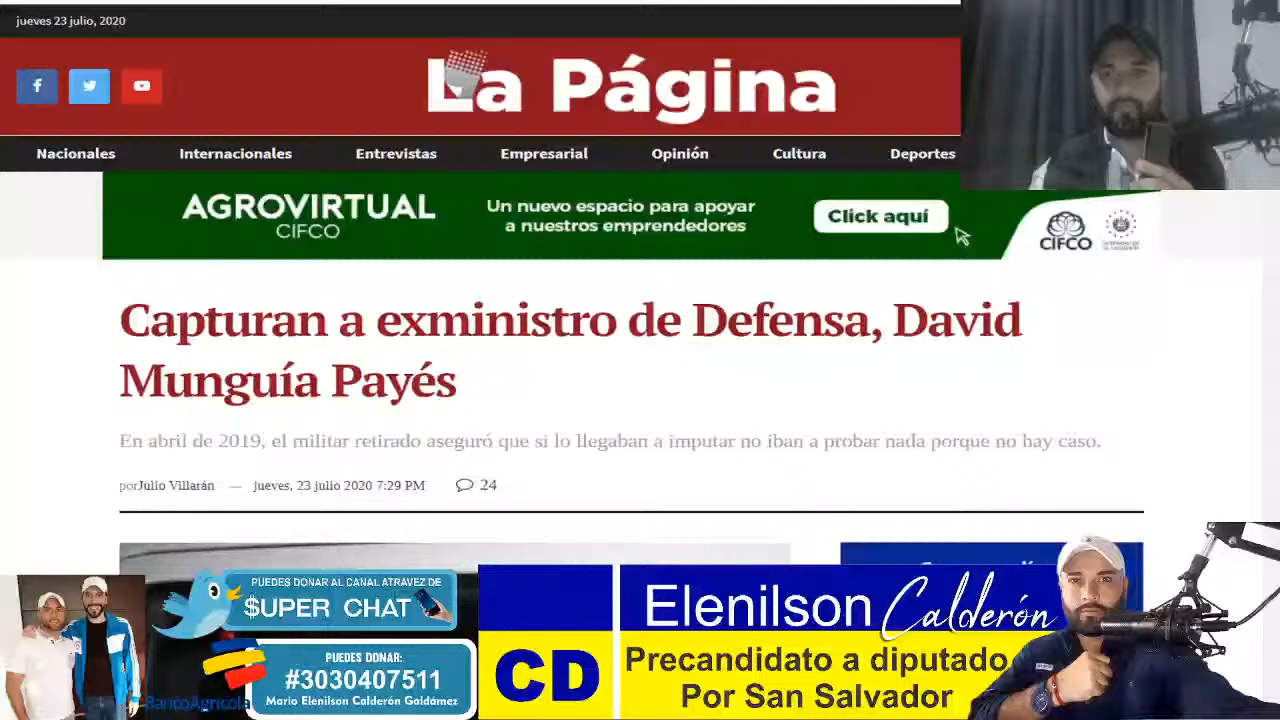 jueves 23 julio, 2020
La Página
Nacionales Internacionales Entrevistas Empresarial Opinión Cultura Deportes
AGROVIRTUAL
CIFCO
Un nuevo espacio para apoyar
a nuestros emprendedores
Click aquí
CIFCO
Capturan a exministro de Defensa, David
Munguía Payés
En abril de 2019, el militar retirado aseguró que si lo llegaban a imputar no iban a probar nada porque no hay caso.
porJulio Villarán — jueves, 23 julio 2020 7:29 PM 24
PUEDES DONAR AL CANAL ATRAVEZ DE
$UPER CHAT
PUEDES DONAR:
#3030407511
Mario Elenilson Calderón Galdámez
BancoAgrícola
CD
Elenilson Calderón
Precandidato a diputado
Por San Salvador